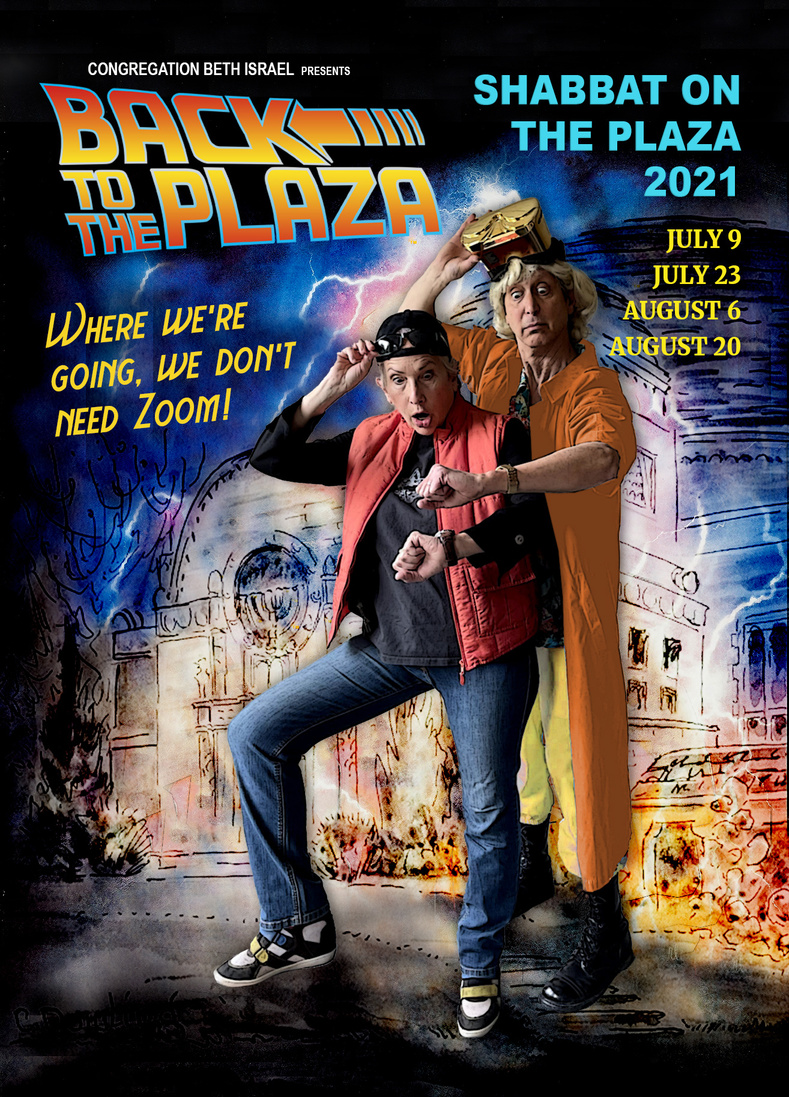 CONGREGATION BETH ISRAEL PRESENTS
BACK
TO
THE PLAZA
SHABBAT ON
THE PLAZA
2021
JULY 9
JULY 23
AUGUST 6
AUGUST 20
WHERE WE'RE
GOING, WE DON'T
NEED ZOOM!